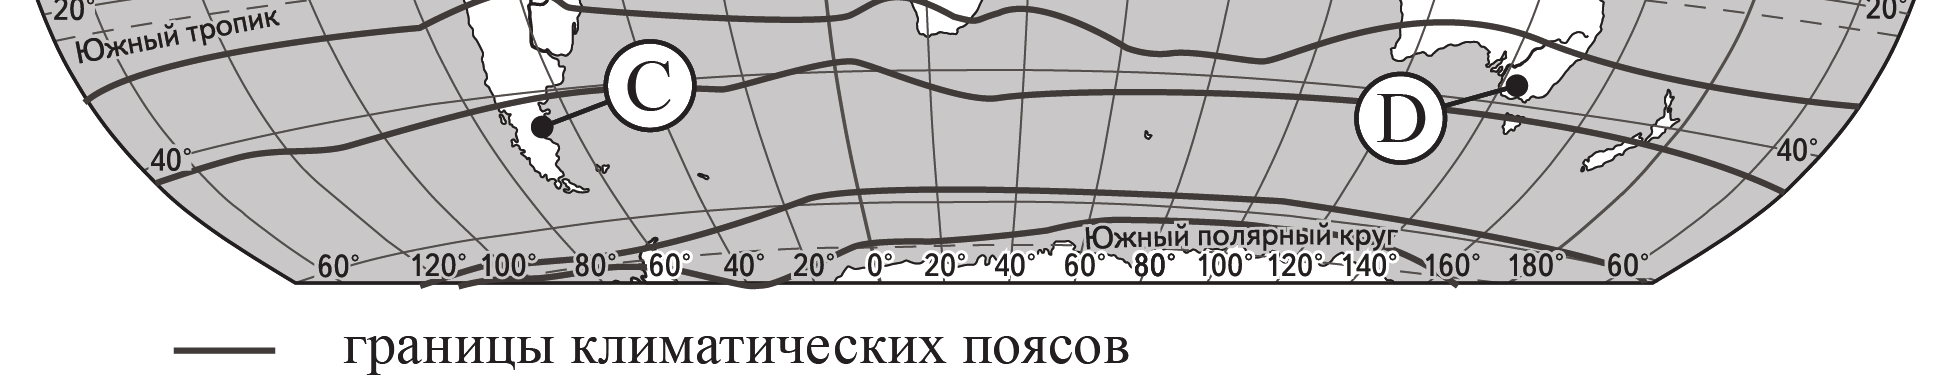 20° 20°
Южный тропик
C
D
40° 40°
Южный полярный круг
60° 120° 100° 80° 60° 40° 20° 0° 20° 40° 60° 80° 100° 120° 140° 160° 180° 60°
границы климатических поясов